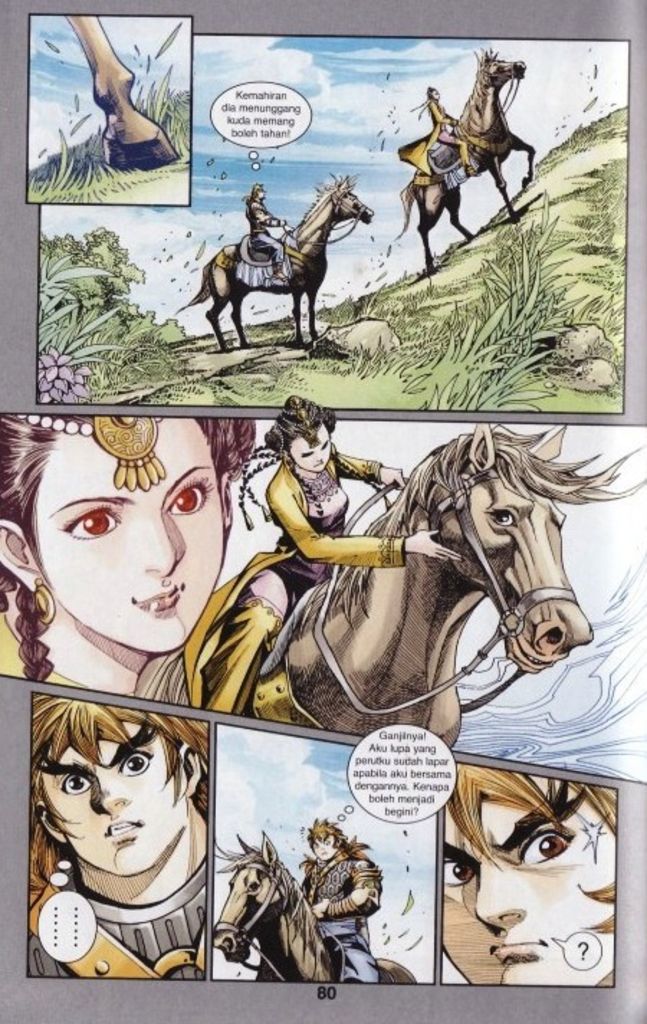 Kemahiran
dia menunggang
kuda memang
boleh tahan!
Ganjilnya!
Aku lupa yang
perutku sudah lapar
apabila aku bersama
dengannya. Kenapa
boleh menjadi
begini?
?
80